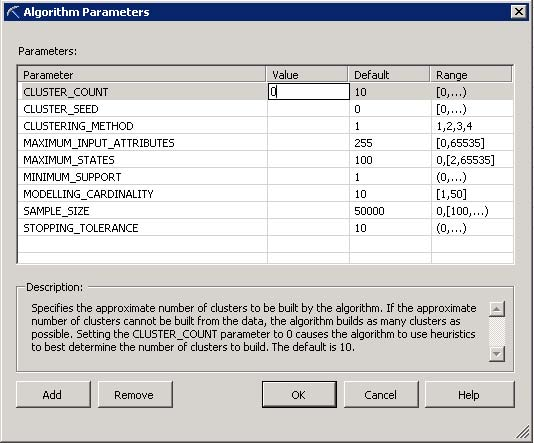 Algorithm Parameters
Parameters:
Parameter Value Default Range
CLUSTER_COUNT 0 10 [0,...)
CLUSTER_SEED 0 [0,...)
CLUSTERING_METHOD 1 1,2,3,4
MAXIMUM_INPUT_ATTRIBUTES 255 [0,65535]
MAXIMUM_STATES 100 0,[2,65535]
MINIMUM_SUPPORT 1 (0,...)
MODELLING_CARDINALITY 10 [1,50]
SAMPLE_SIZE 50000 0,[100,...)
STOPPING_TOLERANCE 10 (0,...)
Description:
Specifies the approximate number of clusters to be built by the algorithm. If the approximate
number of clusters cannot be built from the data, the algorithm builds as many clusters as
possible. Setting the CLUSTER_COUNT parameter to 0 causes the algorithm to use heuristics
to best determine the number of clusters to build. The default is 10.
Add Remove OK Cancel Help